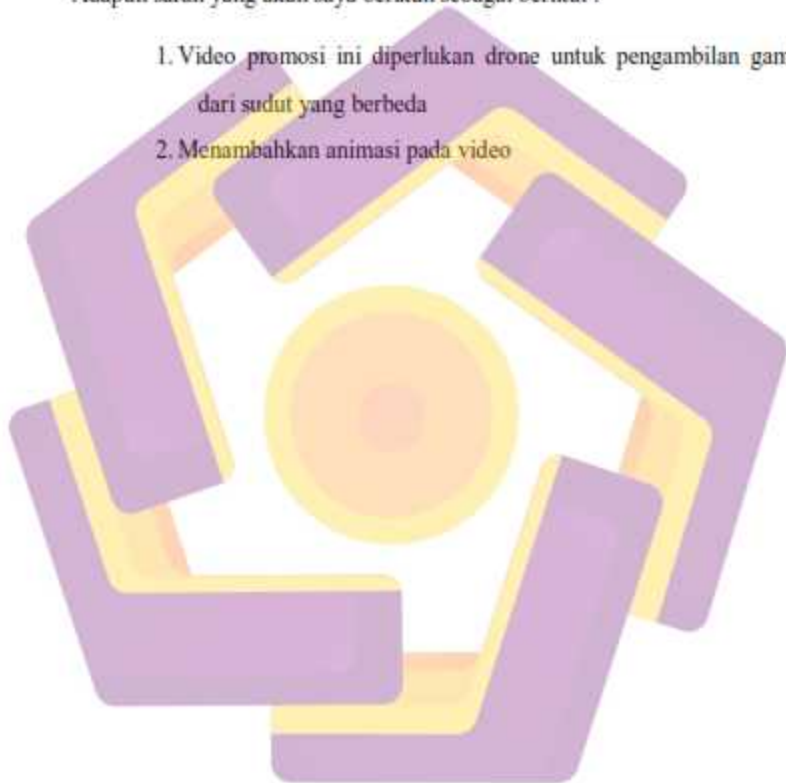 1. Video promosi ini diperlukan drone untuk pengambilan
dari sudut yang berbeda
2. Menambahkan animasi pada video